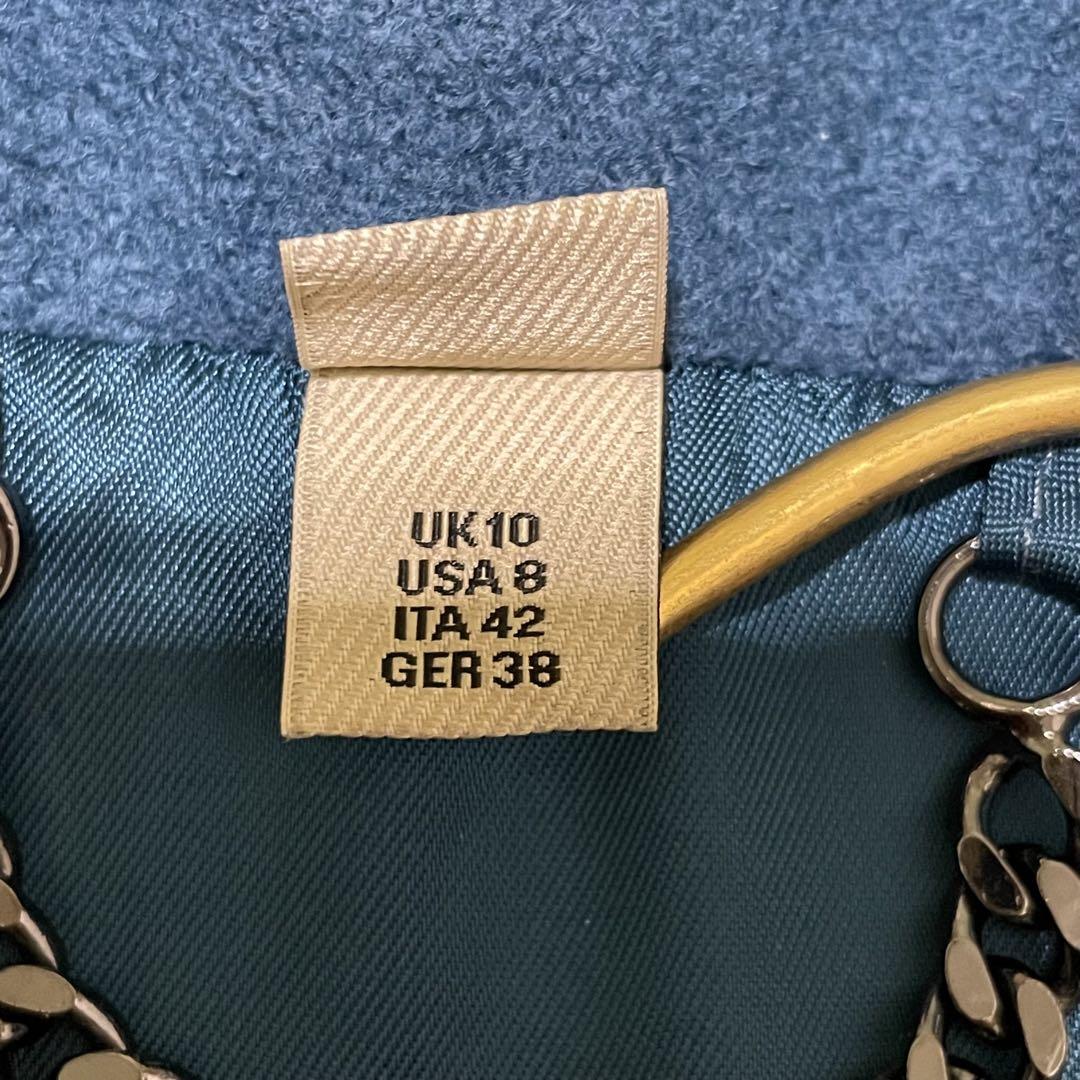 UK10
USA 8
ITA 42
GER 38